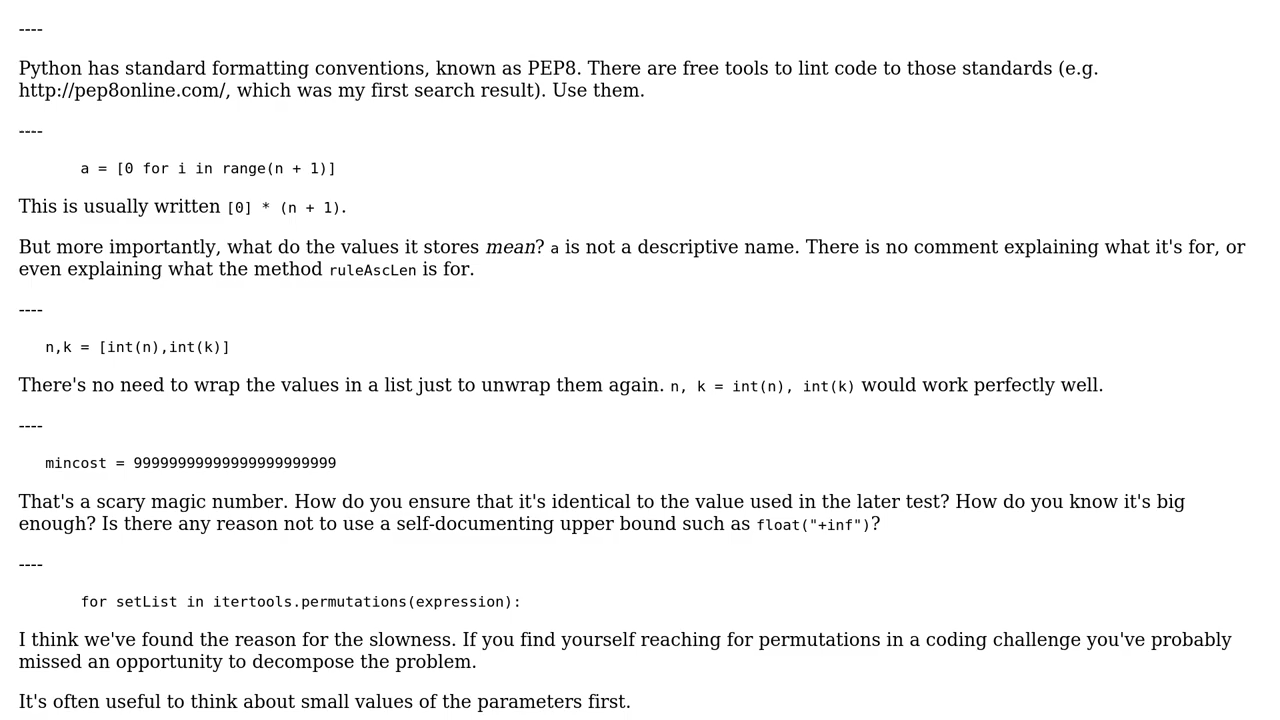 ----
Python has standard formatting conventions, known as PEP8. There are free tools to lint code to those standards (e.g.
http://pep8online.com/, which was my first search result). Use them.
----
a = [0 for i in range(n + 1)]
This is usually written [0] * (n + 1).
But more importantly, what do the values it stores mean? a is not a descriptive name. There is no comment explaining what it's for, or
even explaining what the method ruleAscLen is for.
----
n,k = [int(n),int(k)]
There's no need to wrap the values in a list just to unwrap them again. n, k = int(n), int(k) would work perfectly well.
----
mincost = 99999999999999999999999
That's a scary magic number. How do you ensure that it's identical to the value used in the later test? How do you know it's big
enough? Is there any reason not to use a self-documenting upper bound such as float("+inf")?
----
for setList in itertools.permutations(expression):
I think we've found the reason for the slowness. If you find yourself reaching for permutations in a coding challenge you've probably
missed an opportunity to decompose the problem.
It's often useful to think about small values of the parameters first.